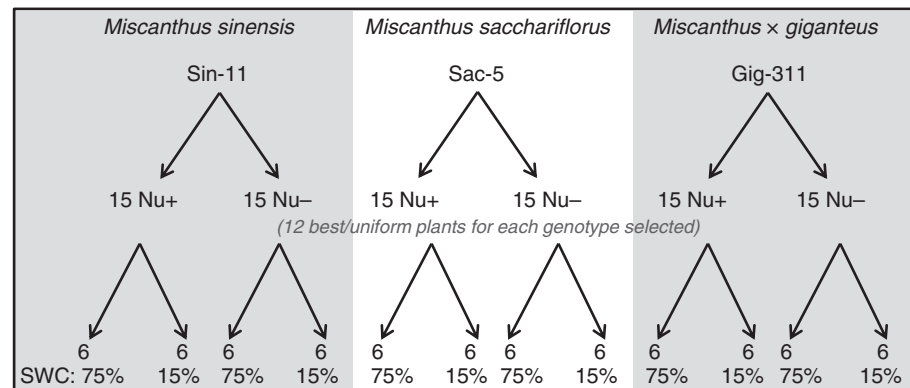 Miscanthus sinensis Miscanthus sacchariflorus Miscanthus × giganteus
Sin-11 Sac-5 Gig-311
15 Nu+ 15 Nu– 15 Nu+ 15 Nu– 15 Nu+ 15 Nu–
(12 best/uniform plants for each genotype selected)
6 6 6 6 6 6 6 6 6 6 6 6
SWC: 75% 15% 75% 15% 75% 15% 75% 15% 75% 15% 75% 15%